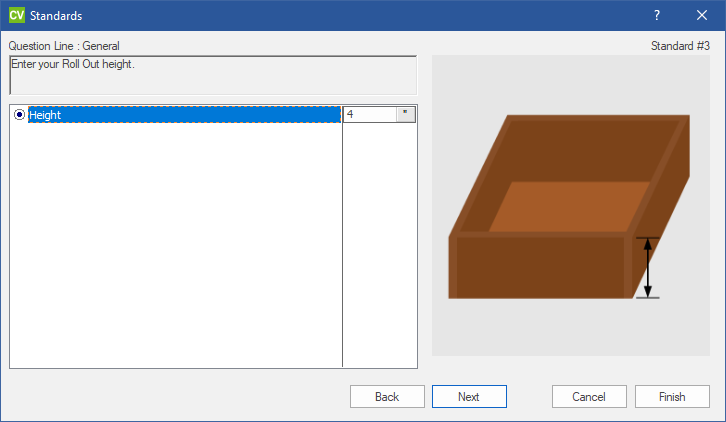 CV Standards ?
Question Line : General
Standard #3
Enter your Roll Out height.
Height 4 "
Back Next Cancel Finish